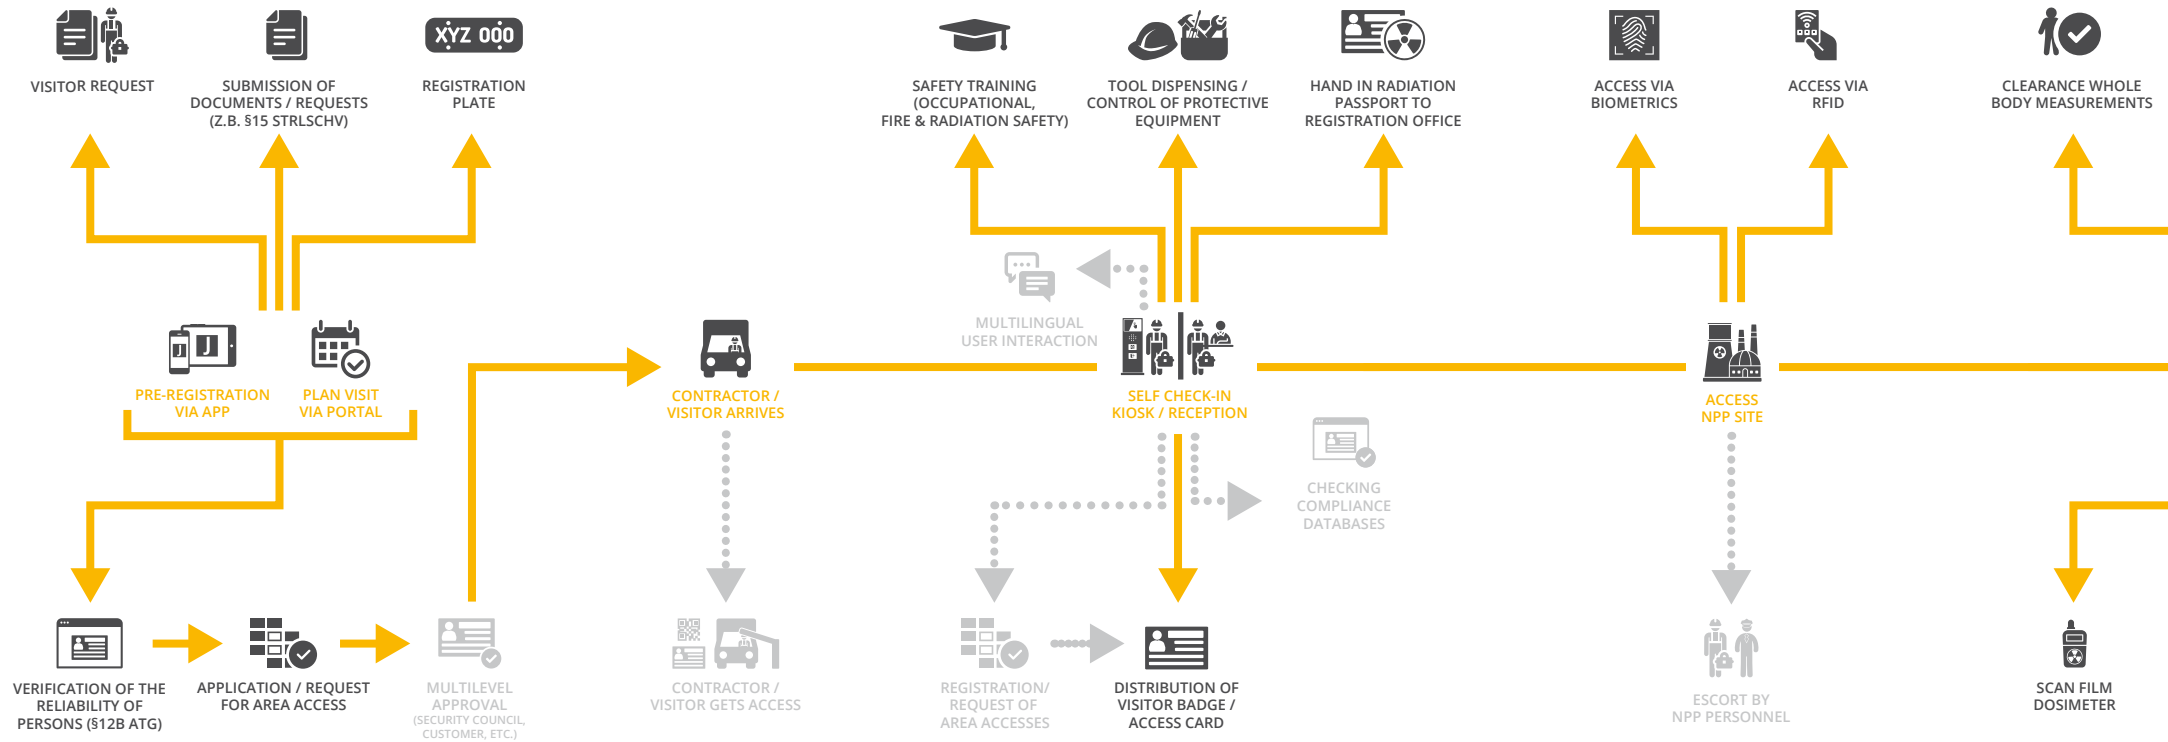 XYZ 000
VISITOR REQUEST
SUBMISSION OF
DOCUMENTS / REQUESTS
(Z.B. §15 STRLSCHV)
REGISTRATION
PLATE
SAFETY TRAINING
(OCCUPATIONAL,
FIRE & RADIATION SAFETY)
TOOL DISPENSING /
CONTROL OF PROTECTIVE
EQUIPMENT
HAND IN RADIATION
PASSPORT TO
REGISTRATION OFFICE
ACCESS VIA
BIOMETRICS
ACCESS VIA
RFID
CLEARANCE WHOLE
BODY MEASUREMENTS
MULTILINGUAL
USER INTERACTION
J
J
PRE-REGISTRATION
VIA APP
PLAN VISIT
VIA PORTAL
CONTRACTOR /
VISITOR ARRIVES
SELF CHECK-IN
KIOSK / RECEPTION
ACCESS
NPP SITE
CHECKING
COMPLIANCE
DATABASES
VERIFICATION OF THE
RELIABILITY OF
PERSONS (§12B ATG)
APPLICATION / REQUEST
FOR AREA ACCESS
MULTILEVEL
APPROVAL
(SECURITY COUNCIL,
CUSTOMER, ETC.)
CONTRACTOR /
VISITOR GETS ACCESS
REGISTRATION/
REQUEST OF
AREA ACCESSES
DISTRIBUTION OF
VISITOR BADGE /
ACCESS CARD
ESCORT BY
NPP PERSONNEL
SCAN FILM
DOSIMETER